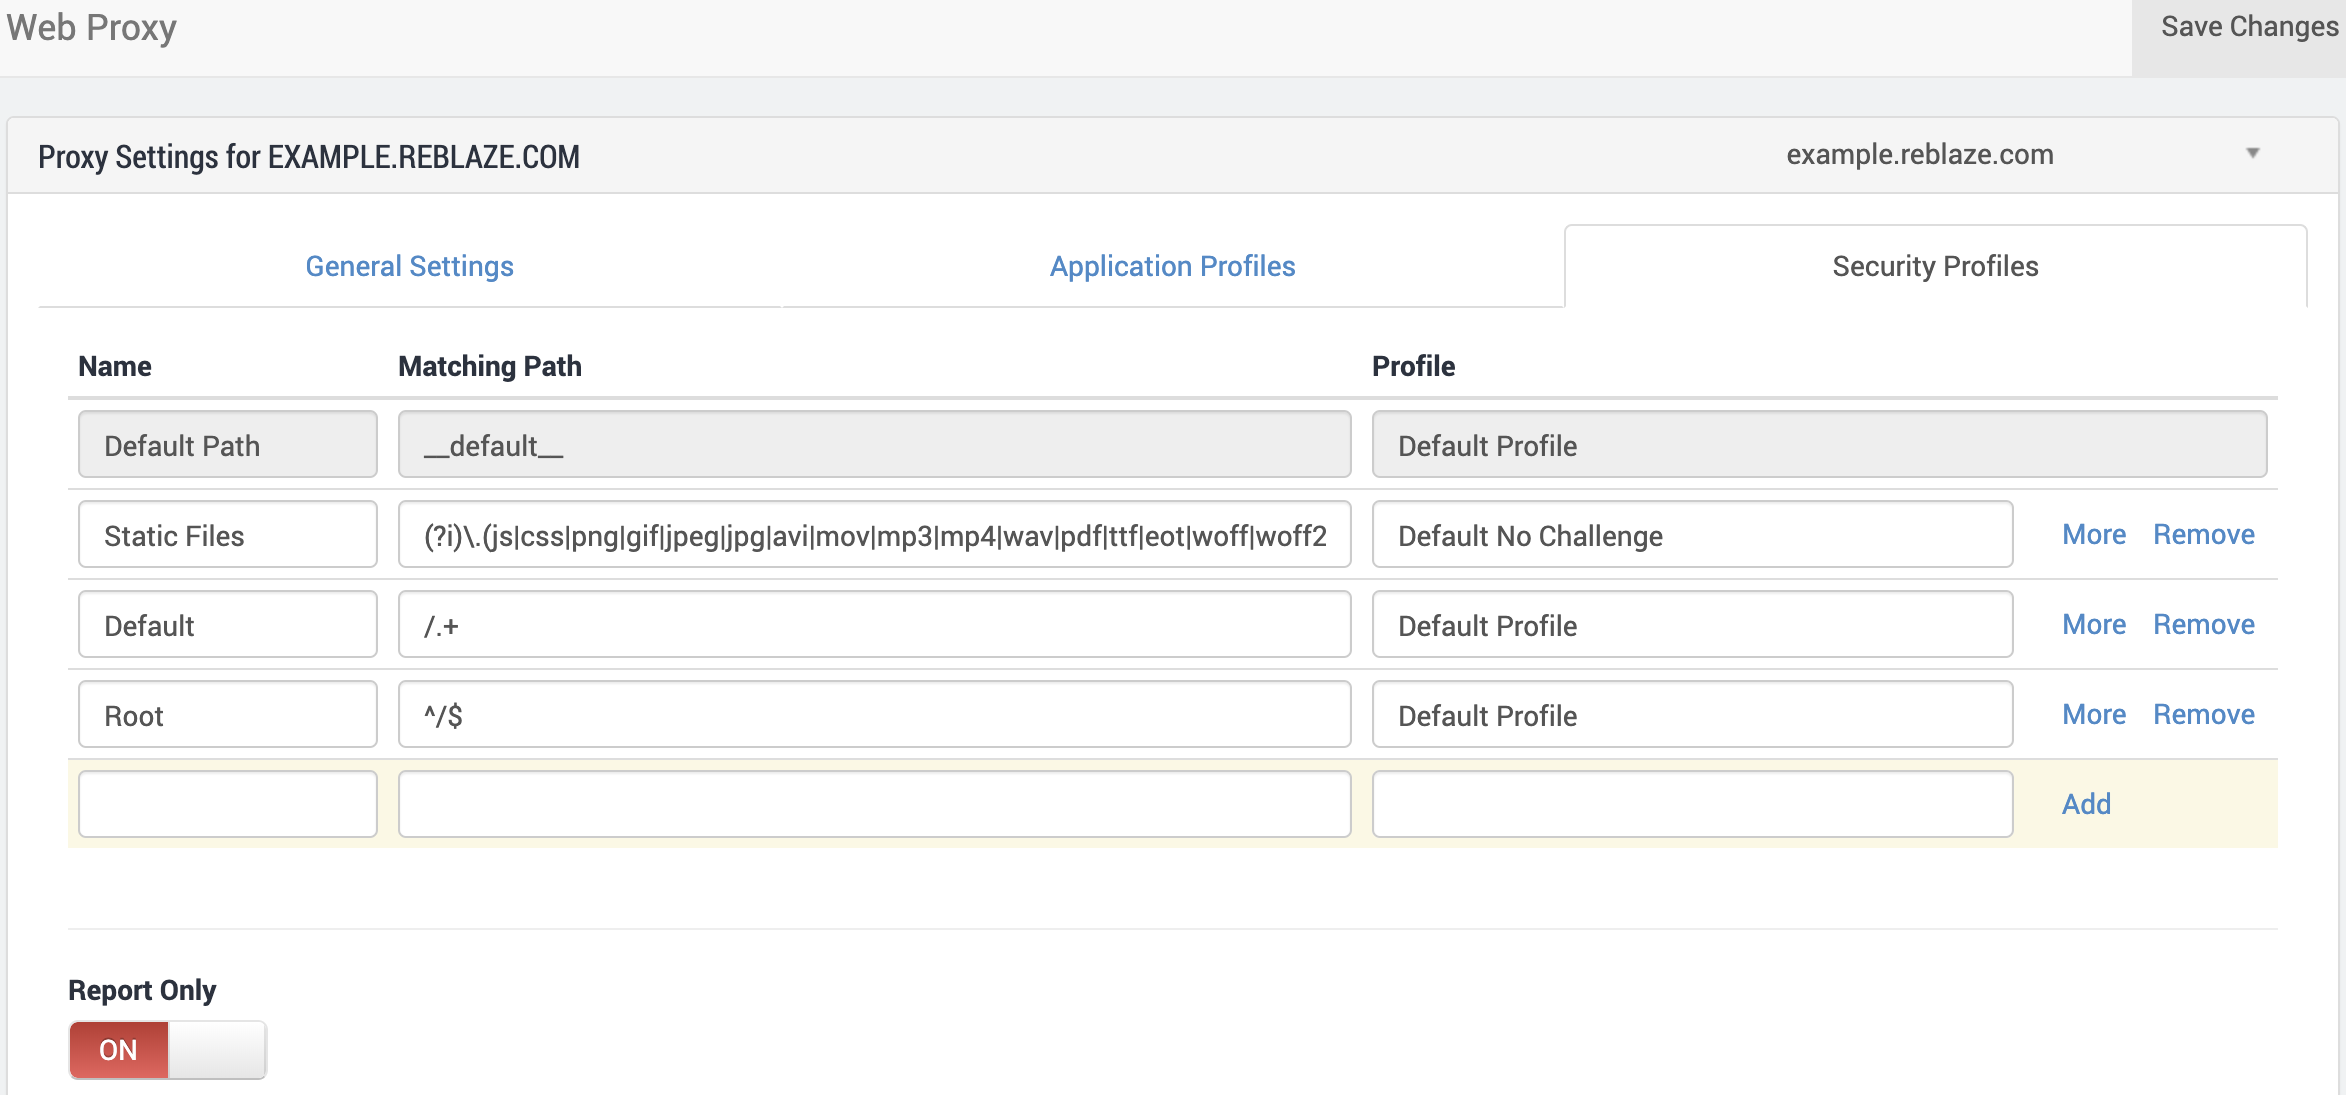 Web Proxy
Save Changes
Proxy Settings for EXAMPLE.REBLAZE.COM
example.reblaze.com
General Settings
Application Profiles
Security Profiles
Name Matching Path Profile
Default Path __default__ Default Profile
Static Files (?i)\.(js|css|png|gif|jpeg|jpg|avi|mov|mp3|mp4|wav|pdf|ttf|eot|woff|woff2 Default No Challenge More Remove
Default /.+ Default Profile More Remove
Root ^/$ Default Profile More Remove
Add
Report Only
ON